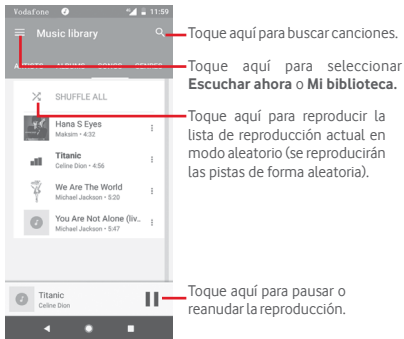 Vodafone 11:59
Music library
ARTISTS ALBUMS SONGS GENRES
SHUFFLE ALL
Hana S Eyes
Maksim • 4:32
Titanic
Celine Dion • 4:56
We Are The World
Michael Jackson • 5:20
You Are Not Alone (liv..
Michael Jackson • 5:47
Titanic
Celine Dion
Toque aquí para buscar canciones.
Toque aquí para seleccionar
Escuchar ahora o Mi biblioteca.
Toque aquí para reproducir la
lista de reproducción actual en
modo aleatorio (se reproducirán
las pistas de forma aleatoria).
Toque aquí para pausar o
reanudar la reproducción.